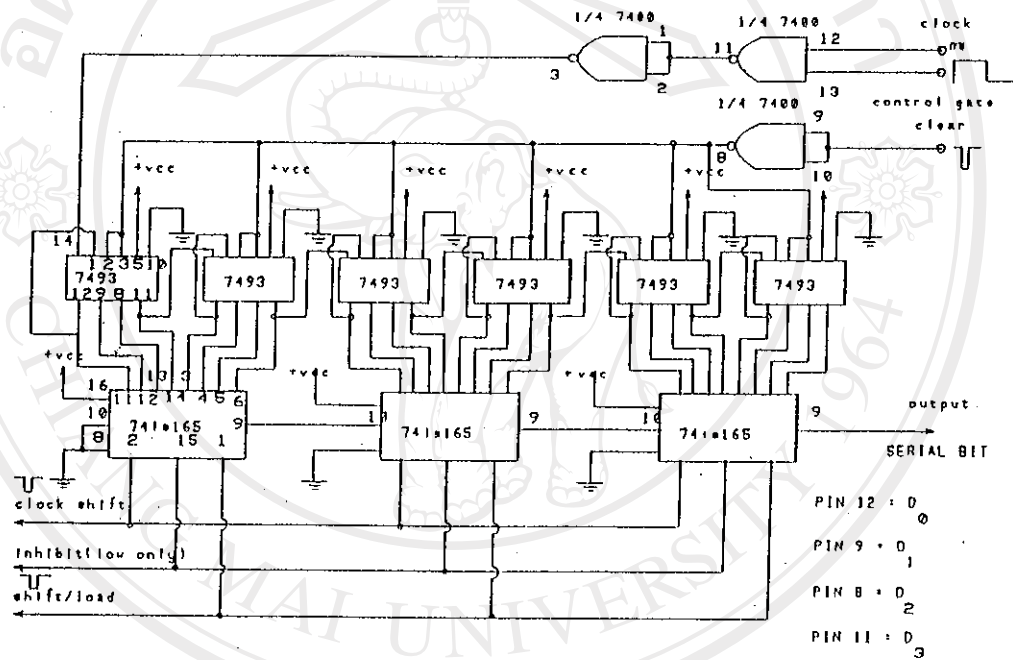 1/4 7400
1/4 7400
clock
1
11
12
3
2
13
1/4 7400
control gate
9
clear
8
10
+vcc
+vcc
+vcc
+vcc
14
1 2 3 5 10
7493
7493
7493
7493
7493
7493
12 9 8 11
+vcc
+vcc
+vcc
16
13 3
11 12 14 4 5 6
10
9
10
9
10
9
output
8
74ls165
74ls165
74ls165
2 15 1
SERIAL BIT
clock shift
PIN 12 : D0
inhibit(low only)
PIN 9 : D1
shift/load
PIN 8 : D2
PIN 11 : D3
CHIANG MAI UNIVERSITY 1964